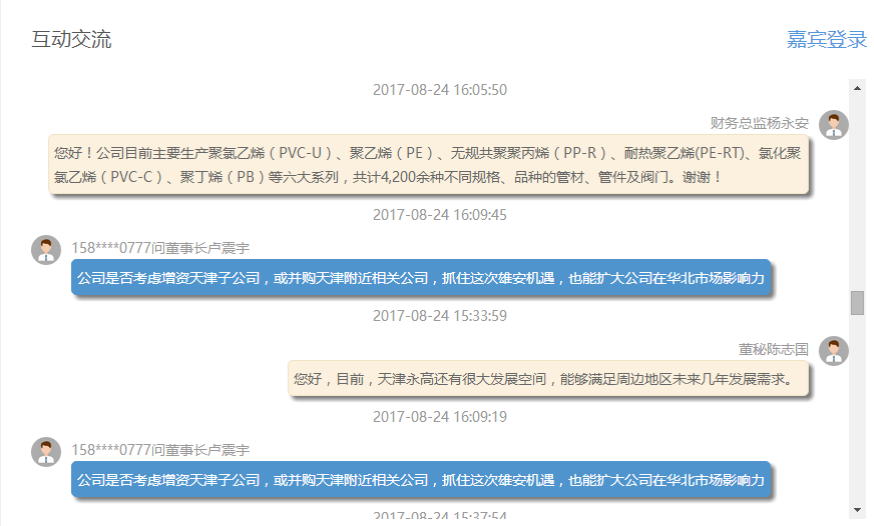 互动交流
嘉宾登录
2017-08-24 16:05:50
财务总监杨永安
您好！公司目前主要生产聚氯乙烯（PVC-U）、聚乙烯（PE）、无规共聚聚丙烯（PP-R）、耐热聚乙烯(PE-RT)、氯化聚
氯乙烯（PVC-C）、聚丁烯（PB）等六大系列，共计4,200余种不同规格、品种的管材、管件及阀门。谢谢！
2017-08-24 16:09:45
158****0777问董事长卢震宇
公司是否考虑增资天津子公司，或并购天津附近相关公司，抓住这次雄安机遇，也能扩大公司在华北市场影响力
2017-08-24 15:33:59
董秘陈志国
您好，目前，天津永高还有很大发展空间，能够满足周边地区未来几年发展需求。
2017-08-24 16:09:19
158****0777问董事长卢震宇
公司是否考虑增资天津子公司，或并购天津附近相关公司，抓住这次雄安机遇，也能扩大公司在华北市场影响力
2017-08-24 15:37:54